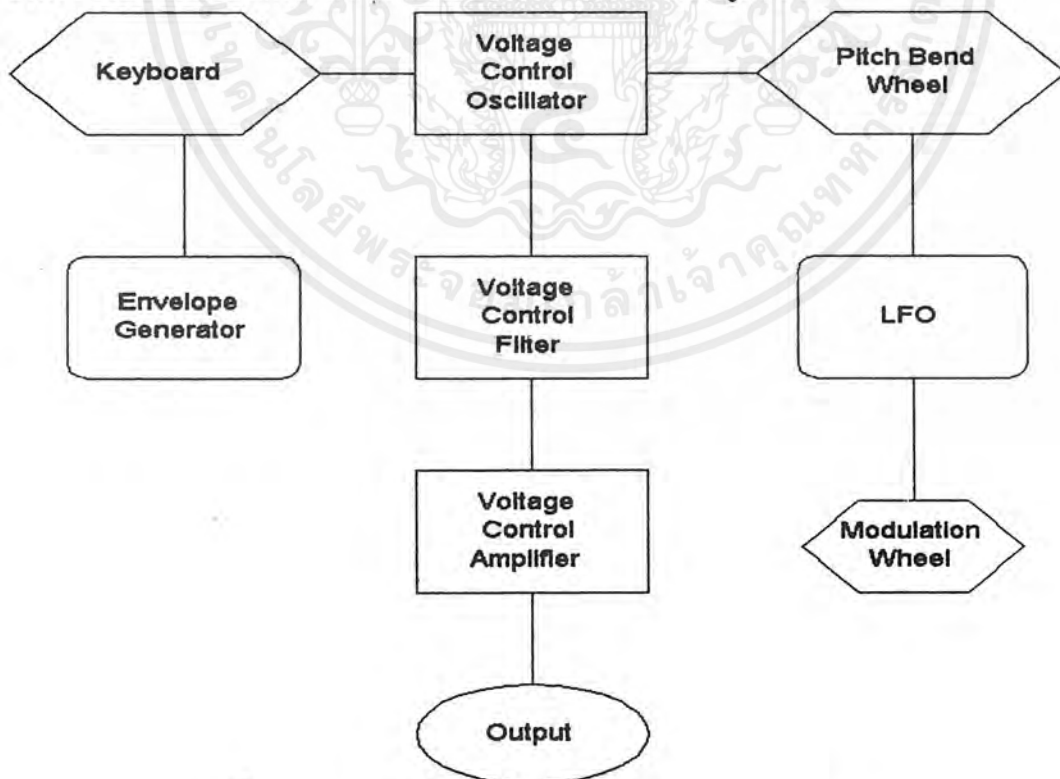 Keyboard
Voltage
Control
Oscillator
Pitch Bend
Wheel
Envelope
Generator
Voltage
Control
Filter
LFO
Voltage
Control
Amplifier
Modulation
Wheel
Output